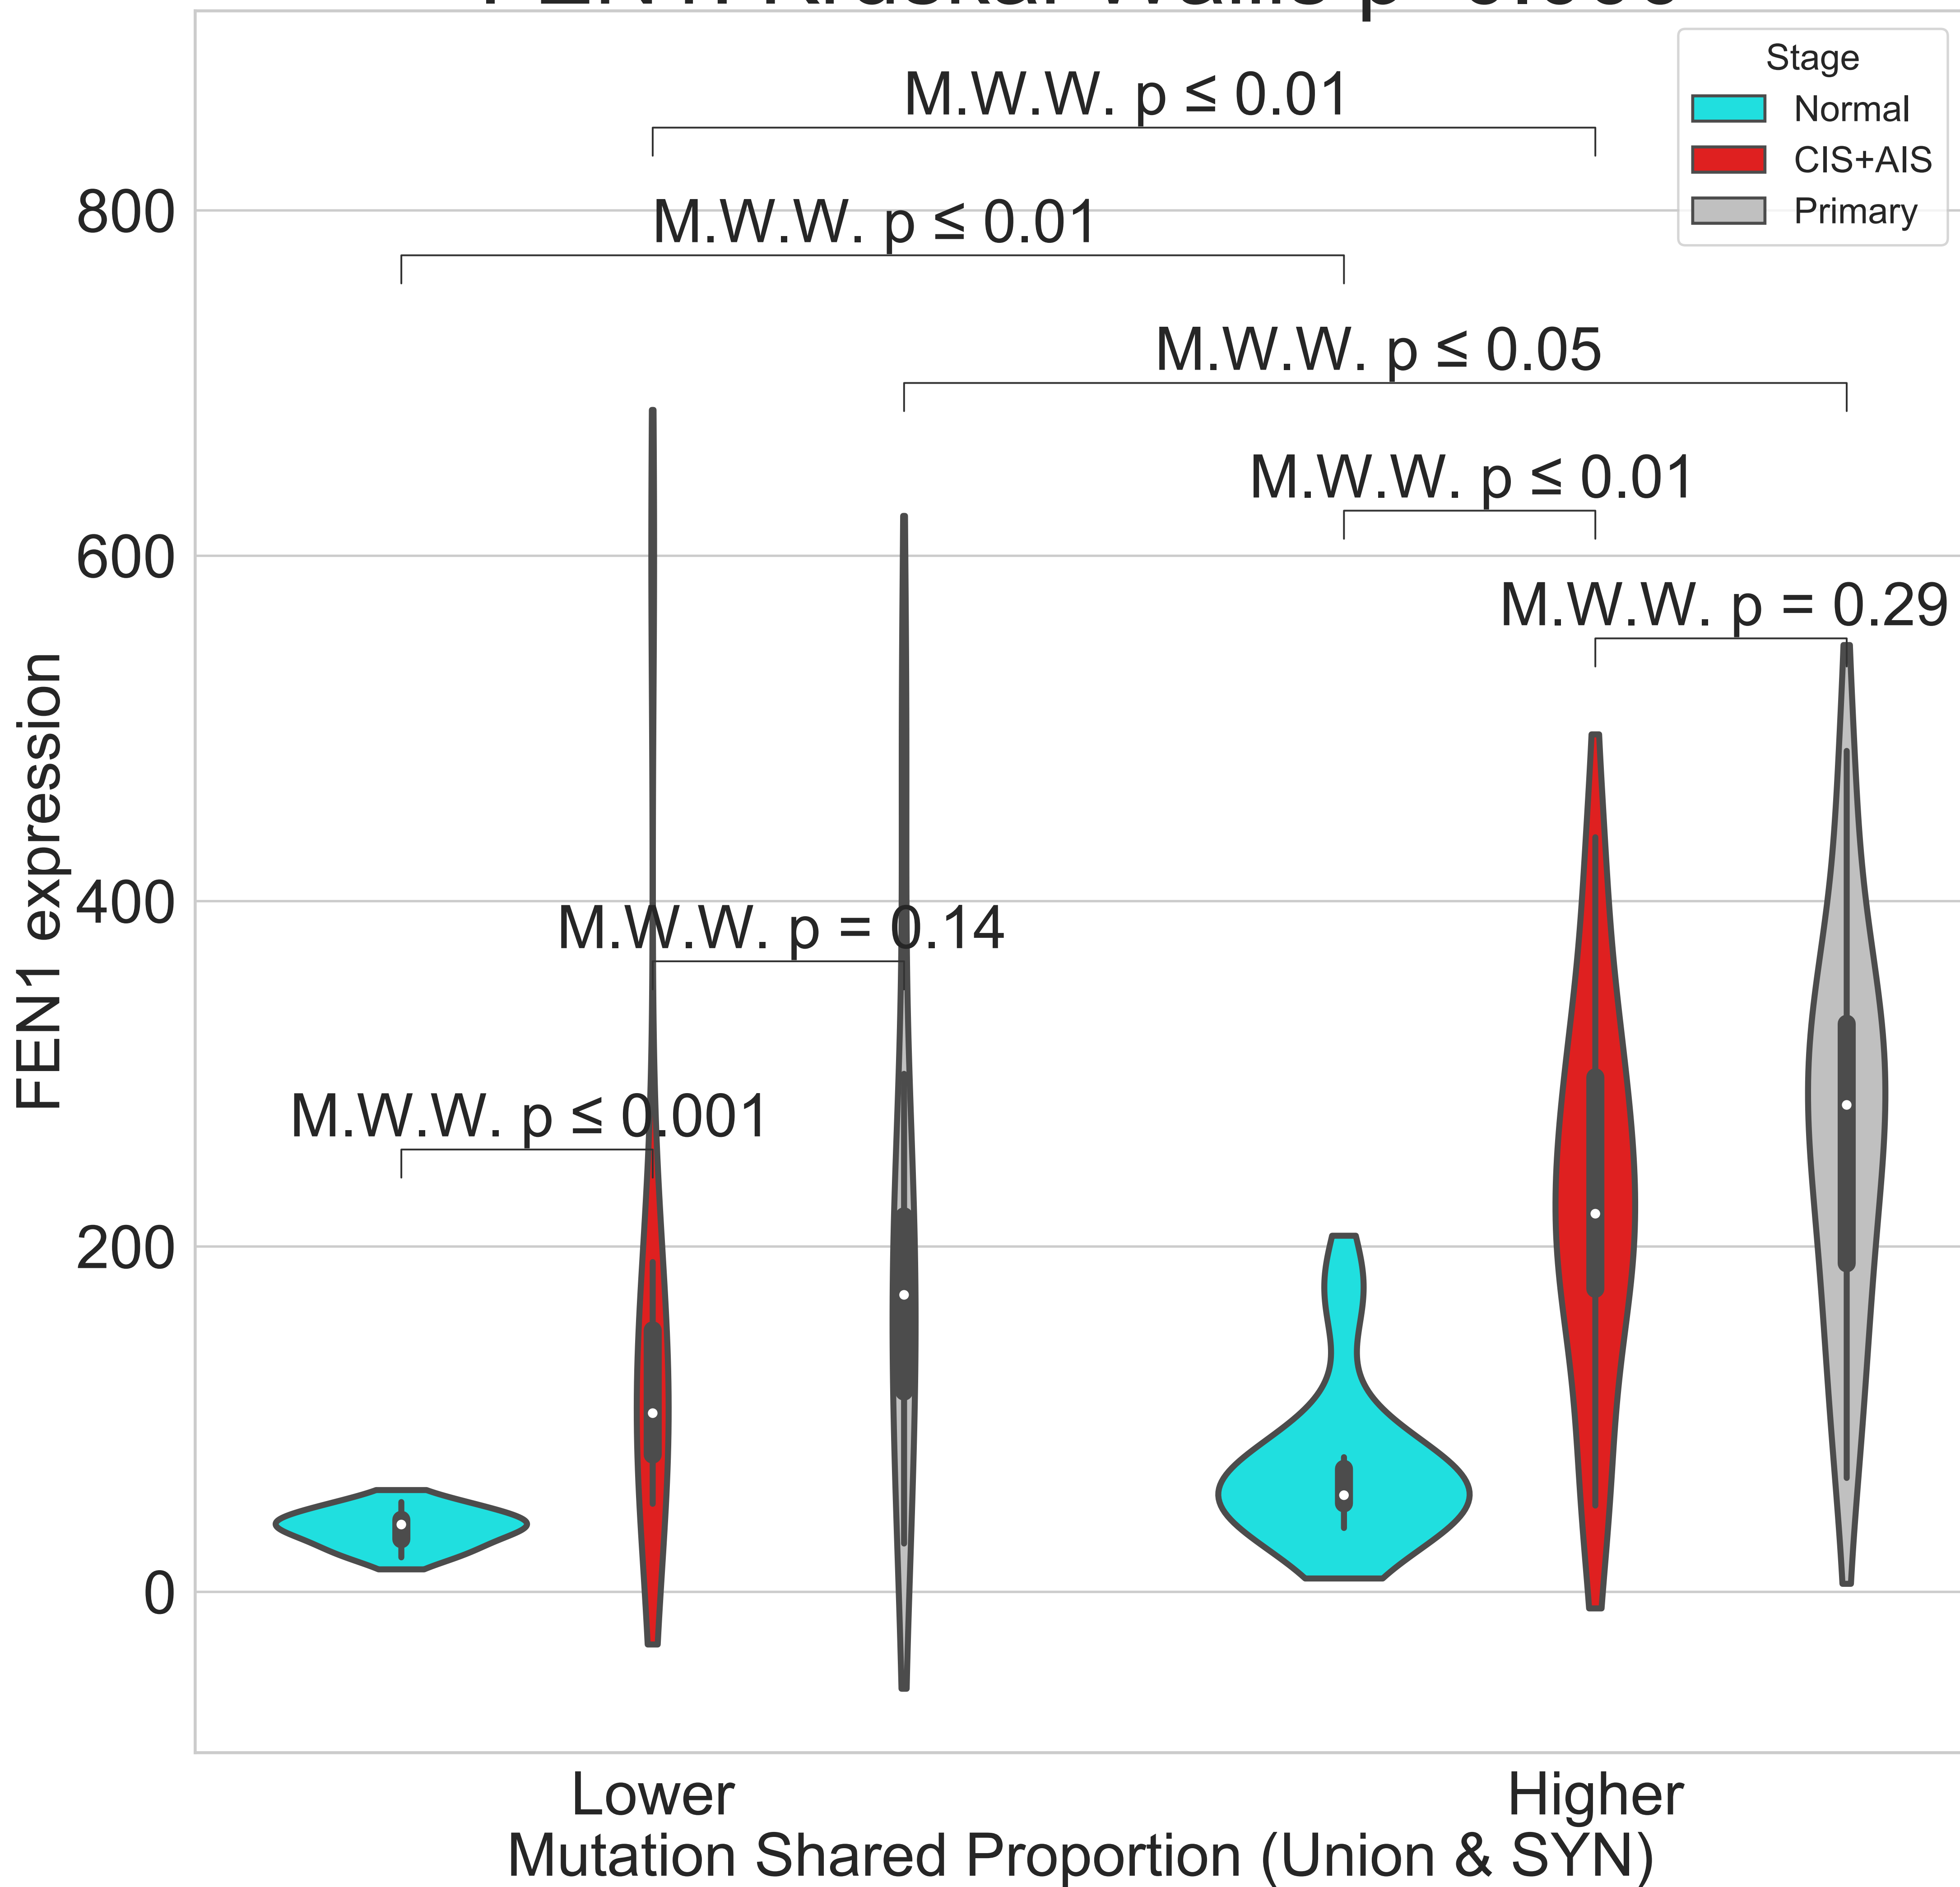 Stage
Normal
CIS+AIS
Primary
M.W.W. p ≤ 0.01
M.W.W. p ≤ 0.01
M.W.W. p ≤ 0.05
M.W.W. p ≤ 0.01
M.W.W. p = 0.29
M.W.W. p = 0.14
M.W.W. p ≤ 0.001
800
600
400
200
0
FEN1 expression
Lower
Higher
Mutation Shared Proportion (Union & SYN)